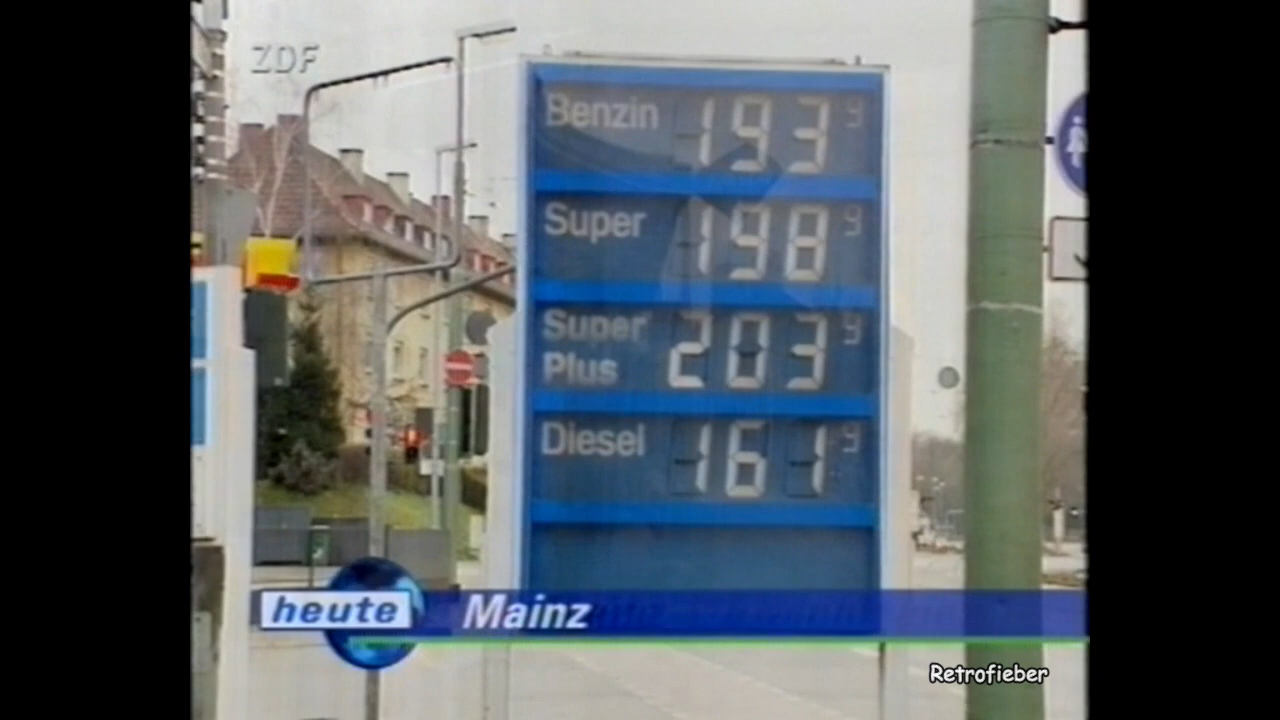 ZDF
Benzin 193 9
Super 198 9
Super
Plus 203 9
Diesel 161 9
heute Mainz
Retrofieber